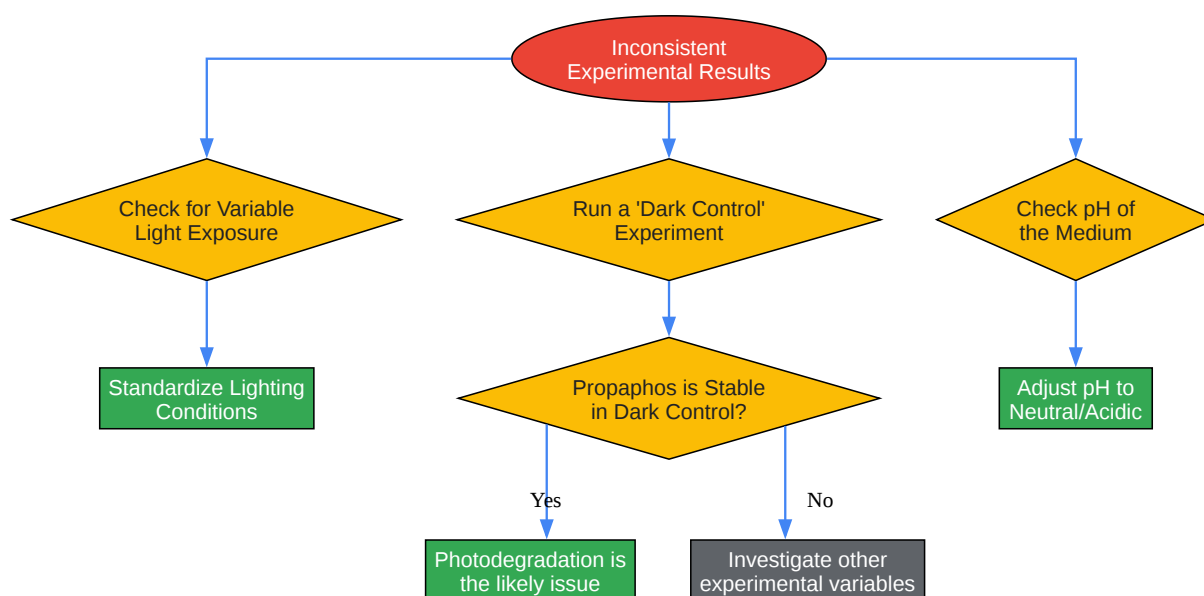 Inconsistent
Experimental Results
Check for Variable
Light Exposure
Run a 'Dark Control'
Experiment
Check pH of
the Medium
Standardize Lighting
Conditions
Propaphos is Stable
in Dark Control?
Adjust pH to
Neutral/Acidic
Yes
No
Photodegradation is
the likely issue
Investigate other
experimental variables